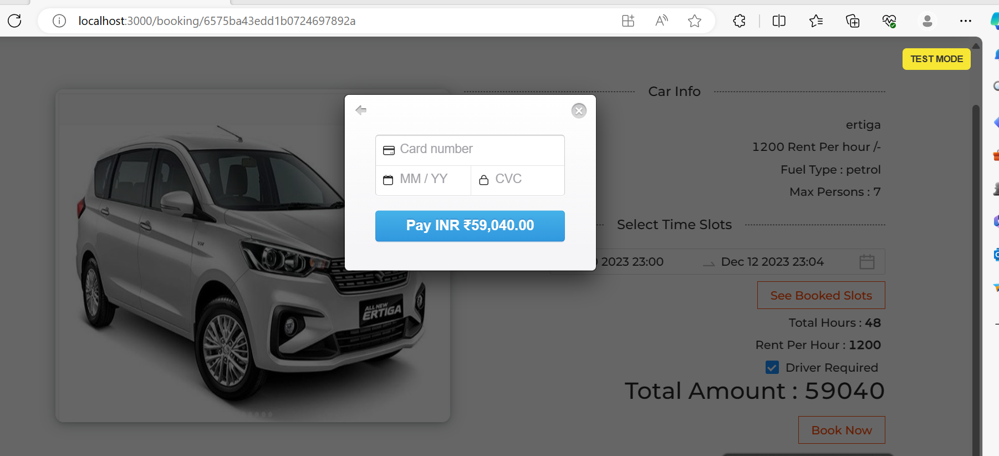 localhost:3000/booking/6575ba43edd1b0724697892a
TEST MODE
Car Info
ertiga
1200 Rent Per hour /-
Fuel Type : petrol
Max Persons : 7
Card number
MM / YY
CVC
Pay INR ₹59,040.00
Select Time Slots
2023 23:00
Dec 12 2023 23:04
See Booked Slots
Total Hours : 48
Rent Per Hour : 1200
Driver Required
Total Amount : 59040
Book Now
ALL NEW
ERTIGA